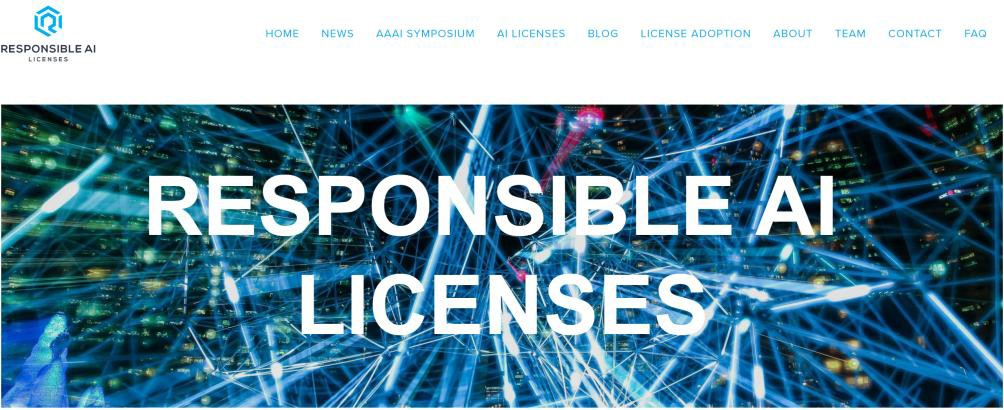 RESPONSIBLE AI
LICENSES
HOME NEWS AAAI SYMPOSIUM AI LICENSES BLOG LICENSE ADOPTION ABOUT TEAM CONTACT FAQ
RESPONSIBLE AI
LICENSES